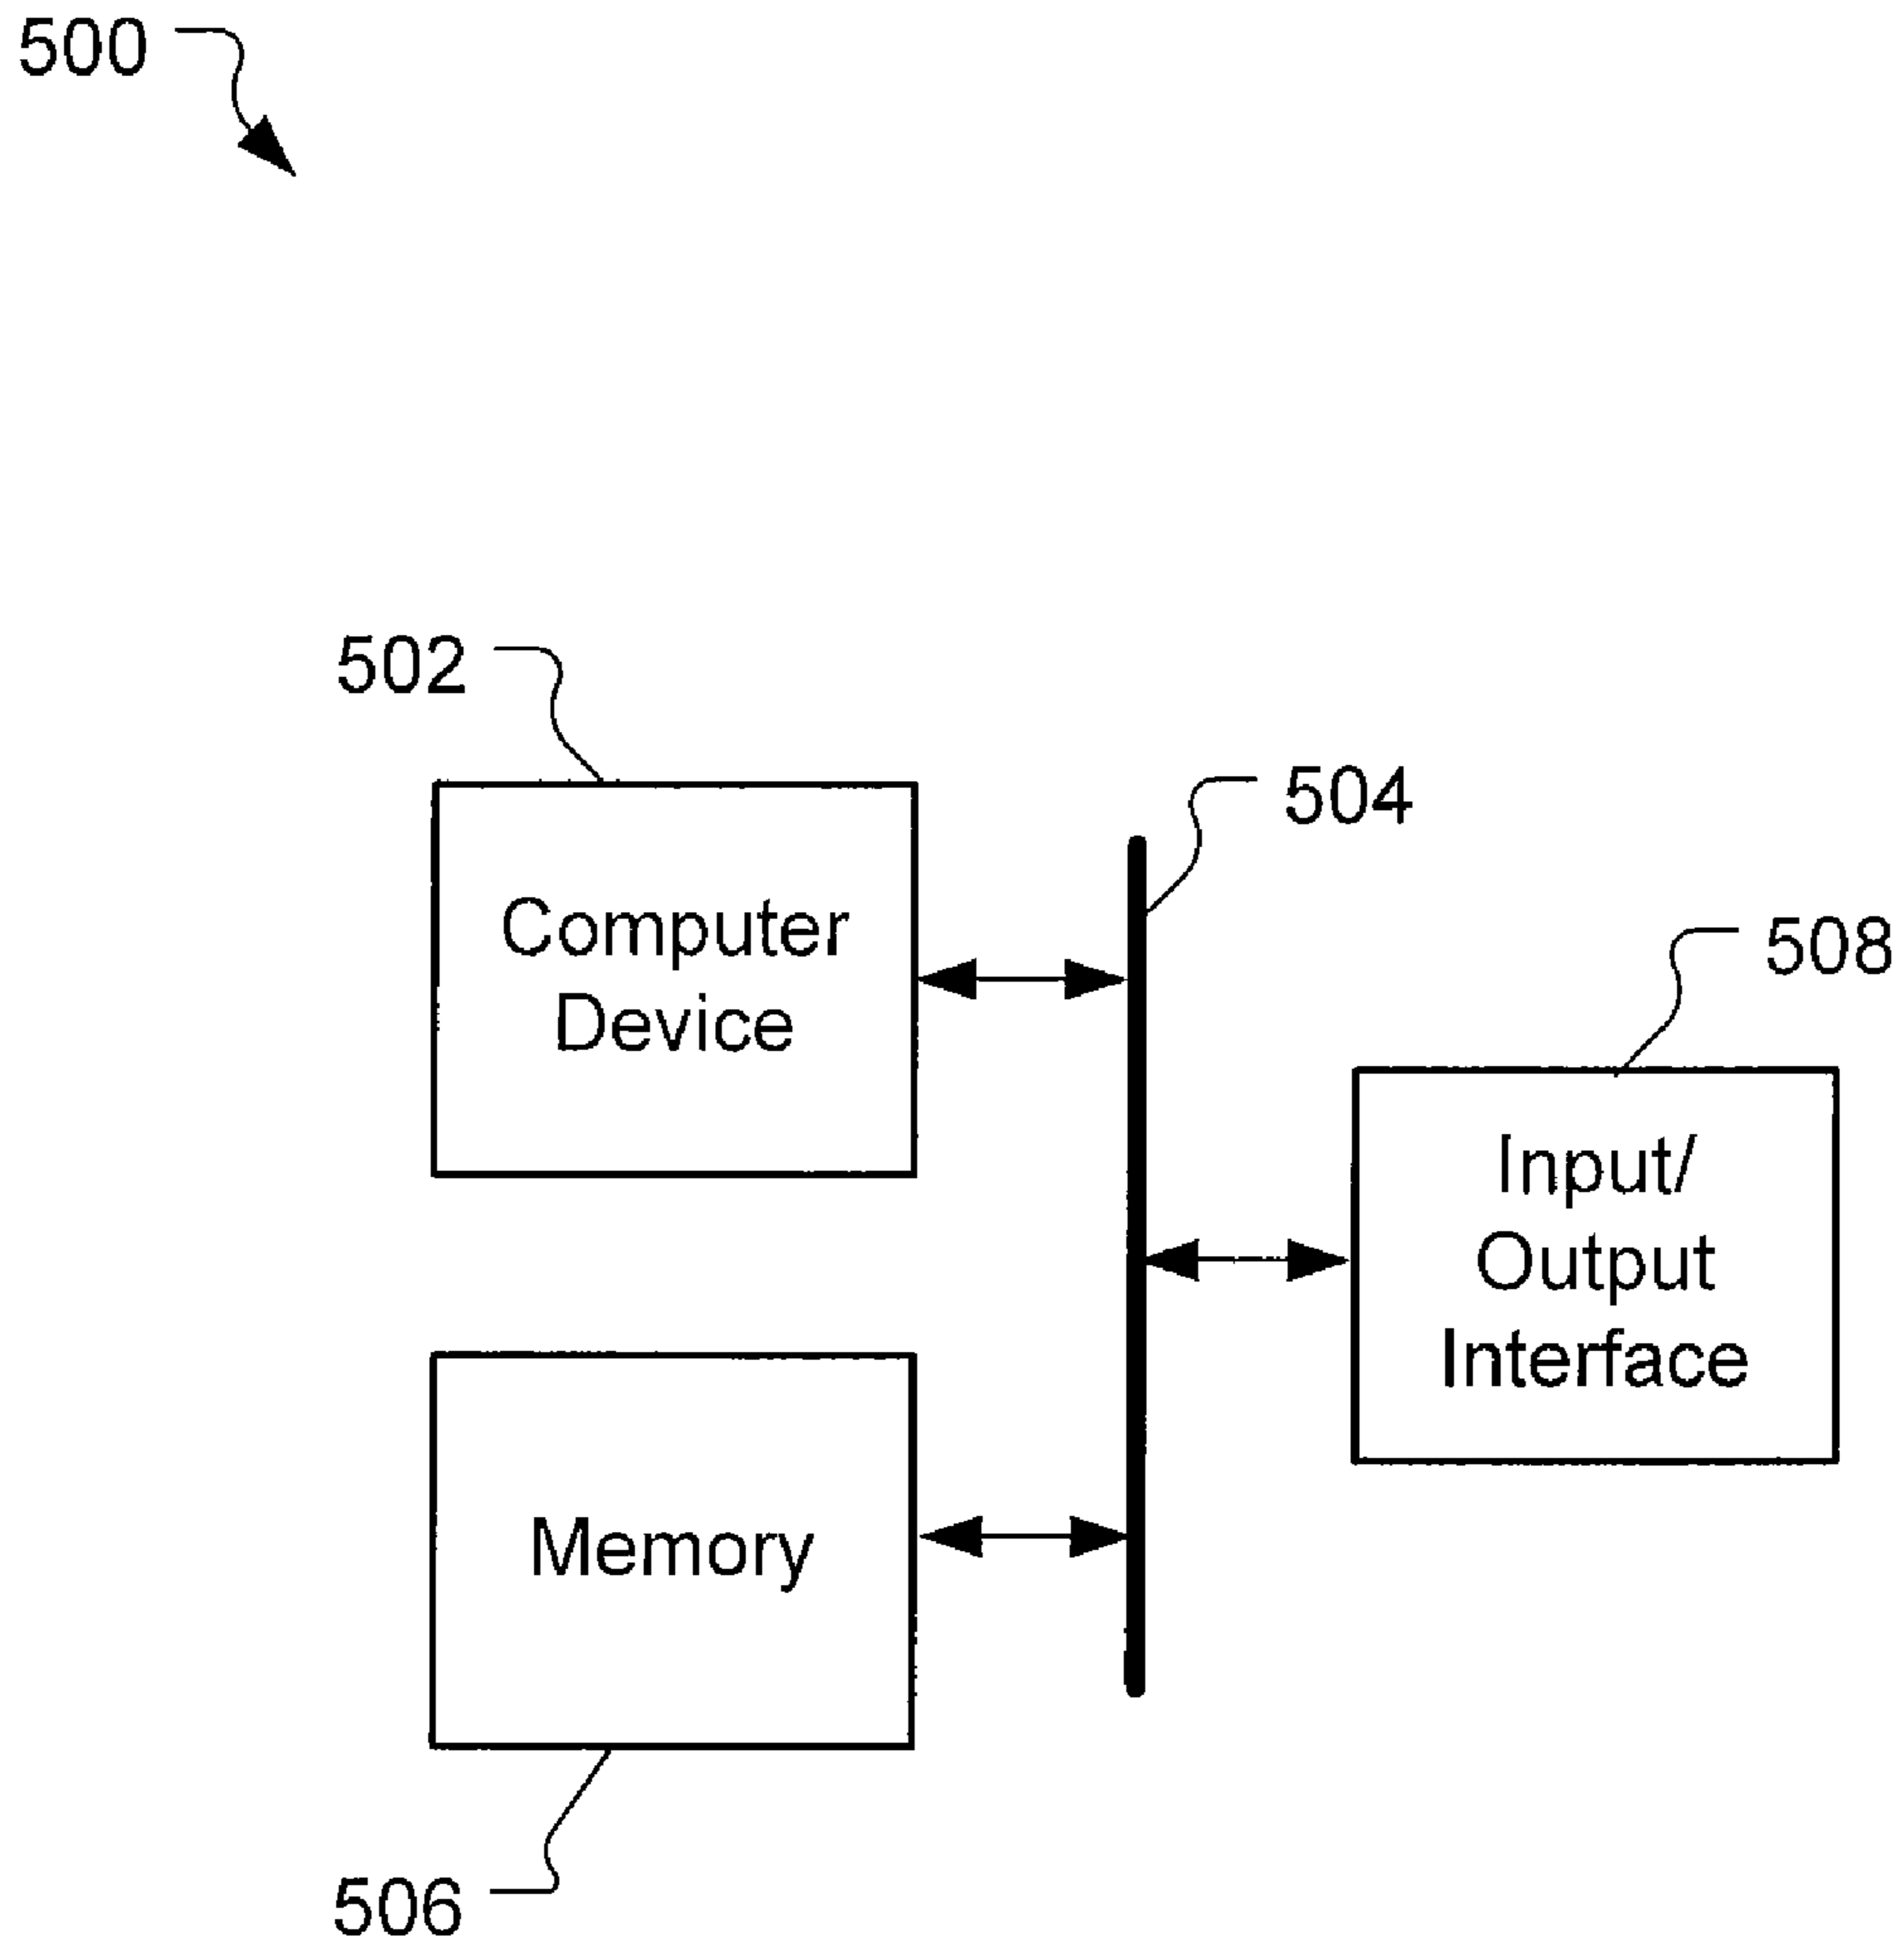 500
502
504
508
Computer
Device
Input/
Output
Interface
Memory
506